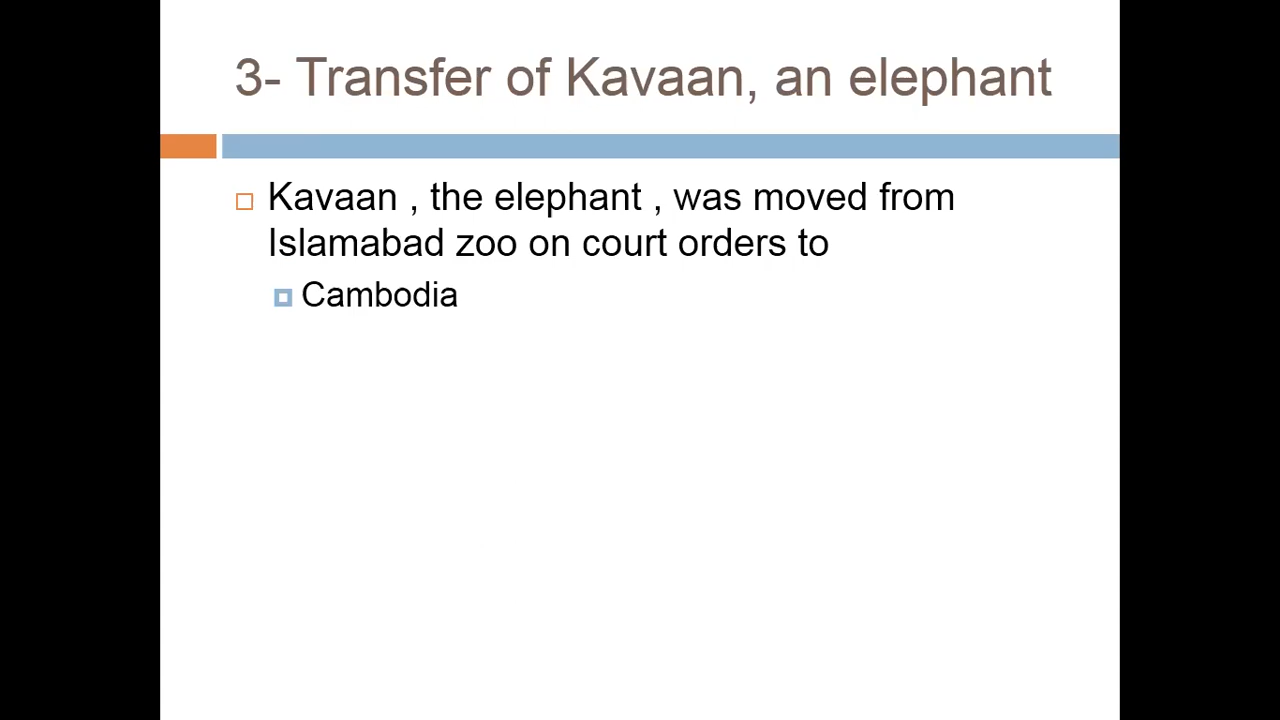 3- Transfer of Kavaan, an elephant
Kavaan , the elephant , was moved from
Islamabad zoo on court orders to
Cambodia